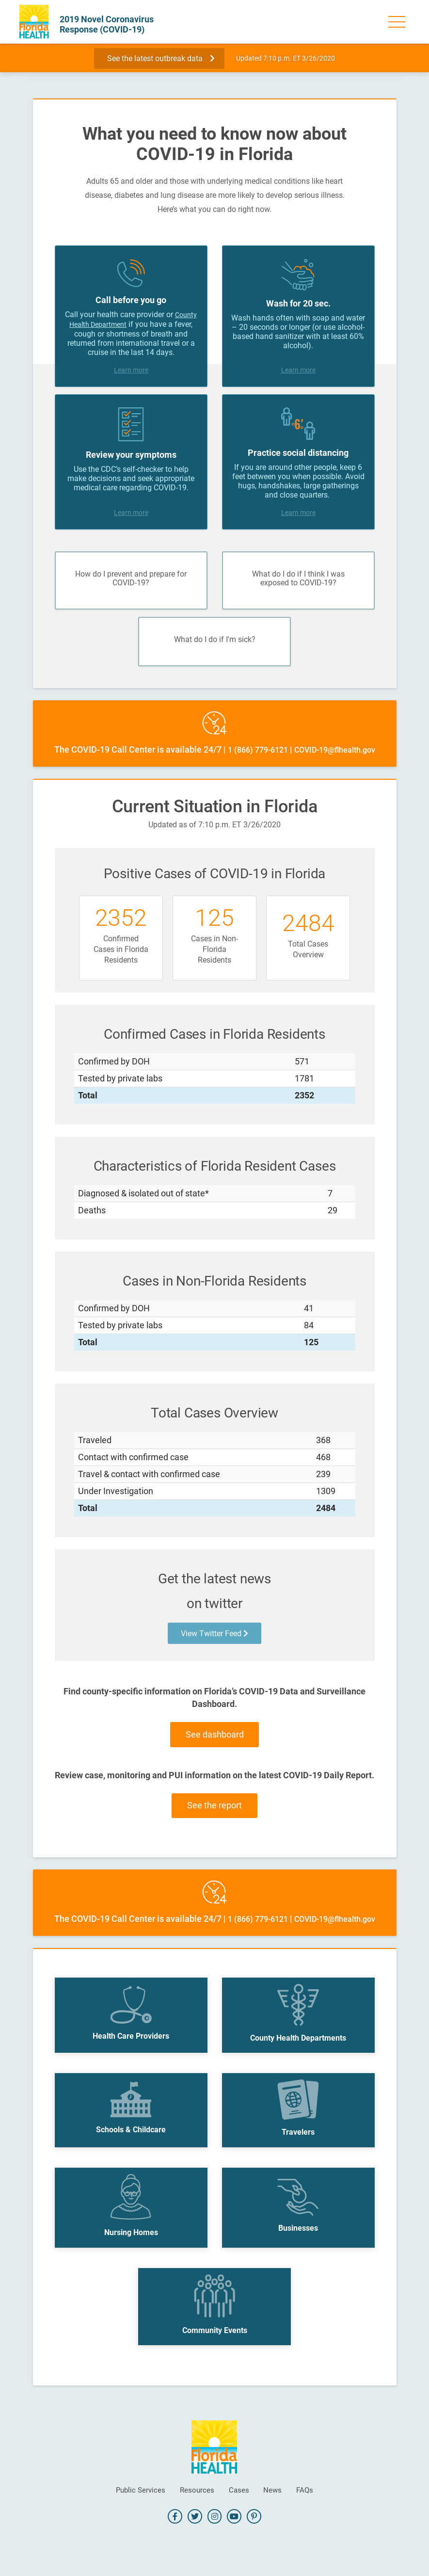 Florida
HEALTH
2019 Novel Coronavirus
Response (COVID-19)
See the latest outbreak data
Updated 7:10 p.m. ET 3/26/2020
What you need to know now about
COVID-19 in Florida
Adults 65 and older and those with underlying medical conditions like heart
disease, diabetes and lung disease are more likely to develop serious illness.
Here's what you can do right now.
Call before you go
Call your health care provider or County
Health Department if you have a fever,
cough or shortness of breath and
returned from international travel or a
cruise in the last 14 days.
Learn more
Wash for 20 sec.
Wash hands often with soap and water
– 20 seconds or longer (or use alcohol-
based hand sanitizer with at least 60%
alcohol).
Learn more
Review your symptoms
Use the CDC's self-checker to help
make decisions and seek appropriate
medical care regarding COVID-19.
Learn more
6'
Practice social distancing
If you are around other people, keep 6
feet between you when possible. Avoid
hugs, handshakes, large gatherings
and close quarters.
Learn more
How do I prevent and prepare for
COVID-19?
What do I do if I think I was
exposed to COVID-19?
What do I do if I'm sick?
24
The COVID-19 Call Center is available 24/7 | 1 (866) 779-6121 | COVID-19@flhealth.gov
Current Situation in Florida
Updated as of 7:10 p.m. ET 3/26/2020
Positive Cases of COVID-19 in Florida
2352
Confirmed
Cases in Florida
Residents
125
Cases in Non-
Florida
Residents
2484
Total Cases
Overview
Confirmed Cases in Florida Residents
Confirmed by DOH 571
Tested by private labs 1781
Total 2352
Characteristics of Florida Resident Cases
Diagnosed & isolated out of state* 7
Deaths 29
Cases in Non-Florida Residents
Confirmed by DOH 41
Tested by private labs 84
Total 125
Total Cases Overview
Traveled 368
Contact with confirmed case 468
Travel & contact with confirmed case 239
Under Investigation 1309
Total 2484
Get the latest news
on twitter
View Twitter Feed
Find county-specific information on Florida's COVID-19 Data and Surveillance
Dashboard.
See dashboard
Review case, monitoring and PUI information on the latest COVID-19 Daily Report.
See the report
24
The COVID-19 Call Center is available 24/7 | 1 (866) 779-6121 | COVID-19@flhealth.gov
Health Care Providers
County Health Departments
Schools & Childcare
Travelers
Nursing Homes
Businesses
Community Events
Florida
HEALTH
Public Services Resources Cases News FAQs